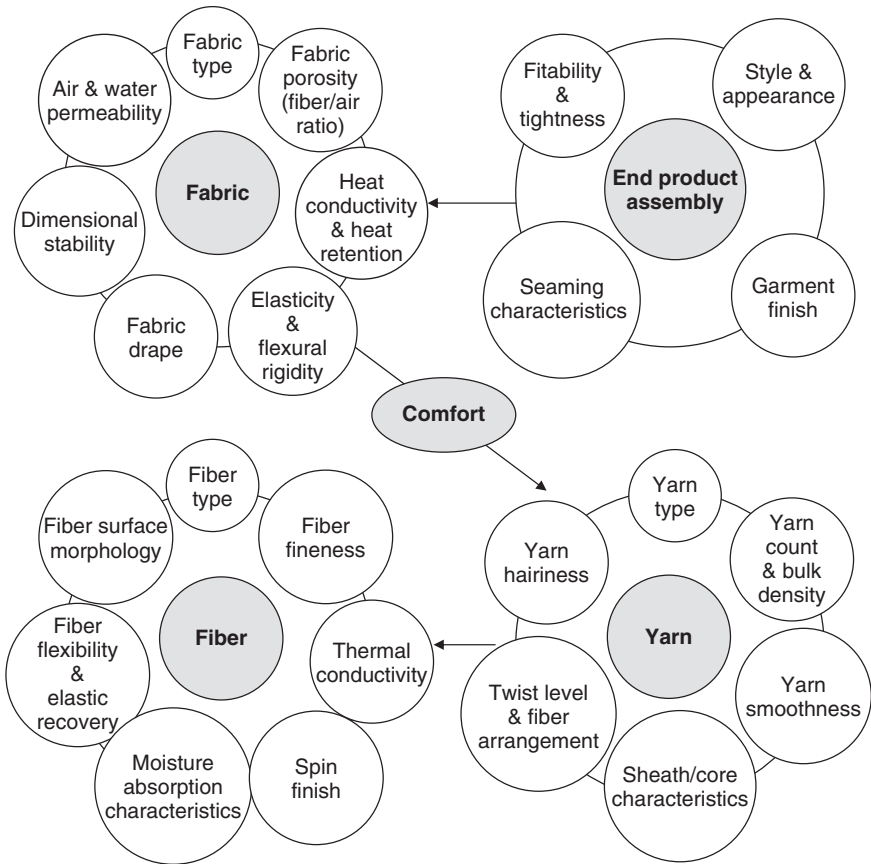 Fabric
type
Fabric
porosity
(fiber/air
ratio)
Air & water
permeability
Fabric
Heat
conductivity
& heat
retention
Dimensional
stability
Elasticity
&
flexural
rigidity
Fabric
drape
Fitability
&
tightness
Style &
appearance
End product
assembly
Seaming
characteristics
Garment
finish
Comfort
Fiber
type
Fiber surface
morphology
Fiber
fineness
Fiber
Fiber
flexibility
&
elastic
recovery
Thermal
conductivity
Moisture
absorption
characteristics
Spin
finish
Yarn
type
Yarn
hairiness
Yarn
count
& bulk
density
Yarn
Twist level
& fiber
arrangement
Yarn
smoothness
Sheath/core
characteristics